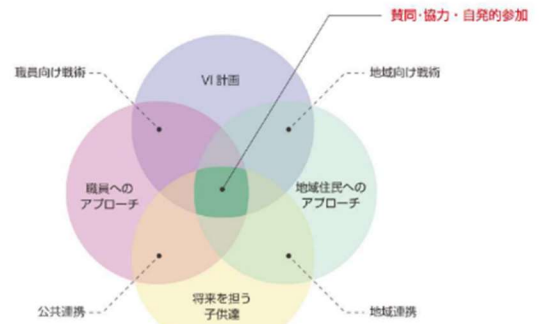 賛同・協力・自発的参加
職員向け戦術
VI 計画
地域向け戦術
職員への
アプローチ
地域住民への
アプローチ
将来を担う
子供達
公共連携
地域連携